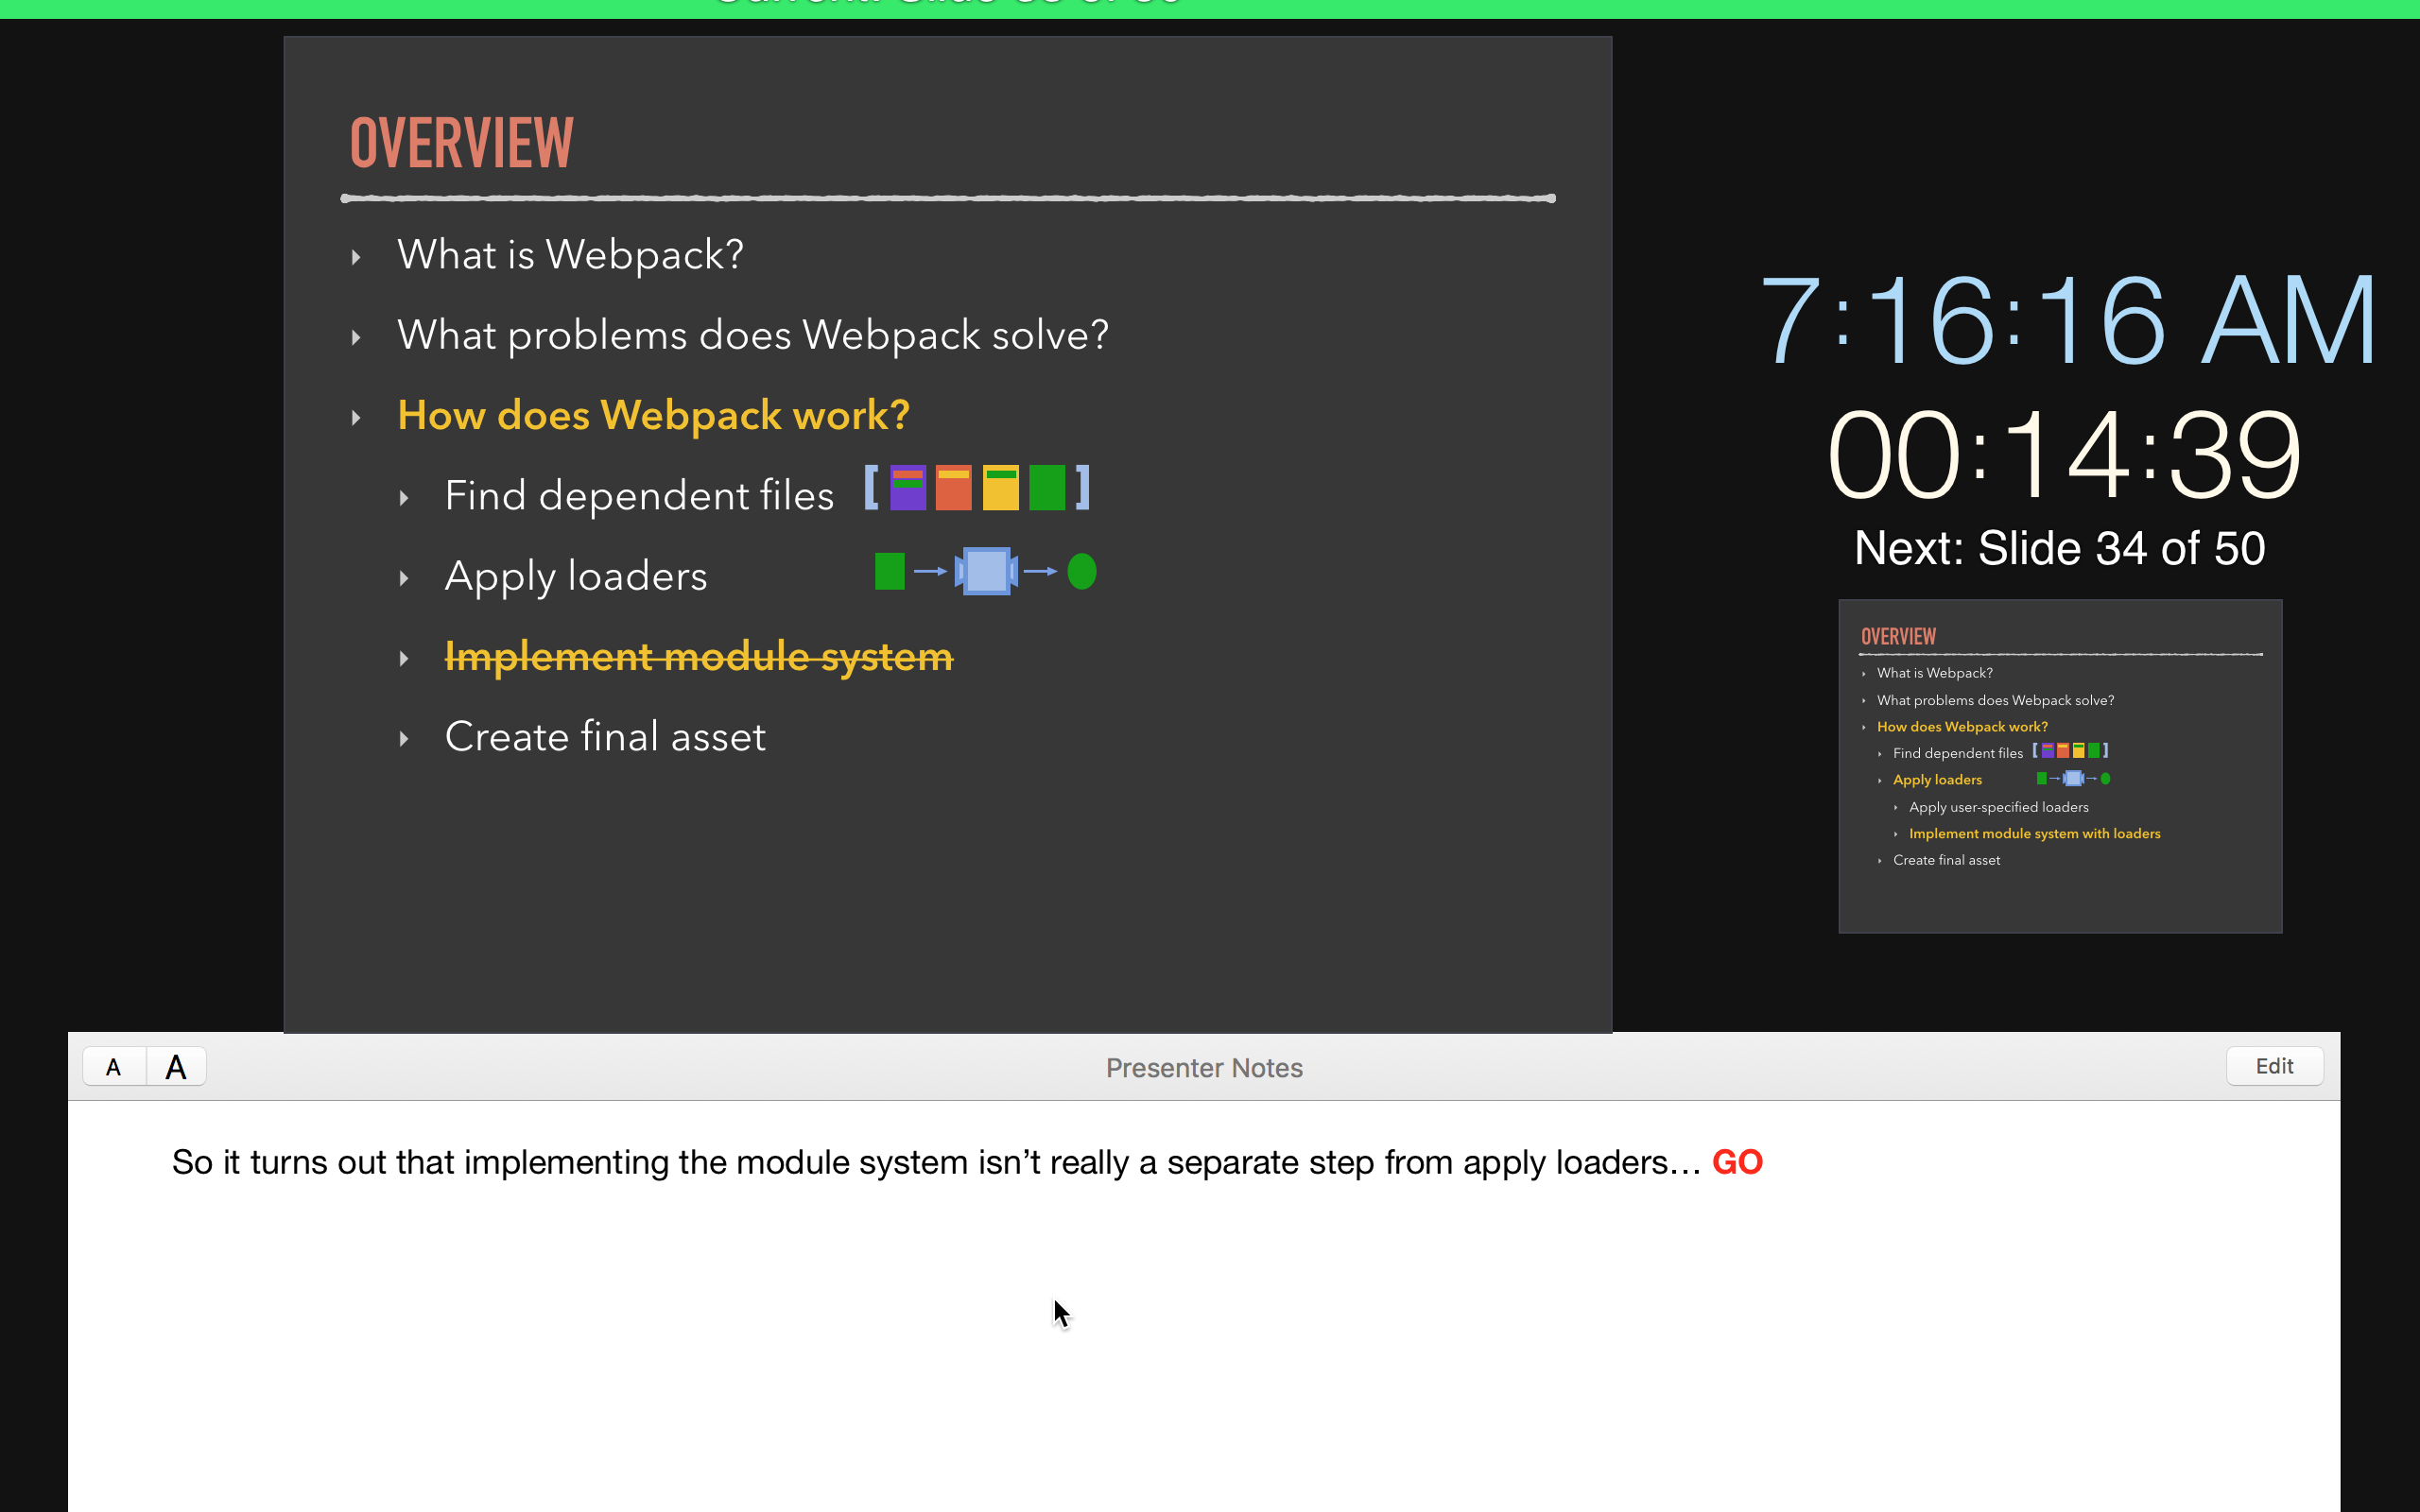 OVERVIEW
What is Webpack?
What problems does Webpack solve?
How does Webpack work?
Find dependent files
Apply loaders
Implement module system
Create final asset
7:16:16 AM
00:14:39
Next: Slide 34 of 50
OVERVIEW
What is Webpack?
What problems does Webpack solve?
How does Webpack work?
Find dependent files
Apply loaders
Apply user-specified loaders
Implement module system with loaders
Create final asset
A A Presenter Notes Edit
So it turns out that implementing the module system isn’t really a separate step from apply loaders... GO